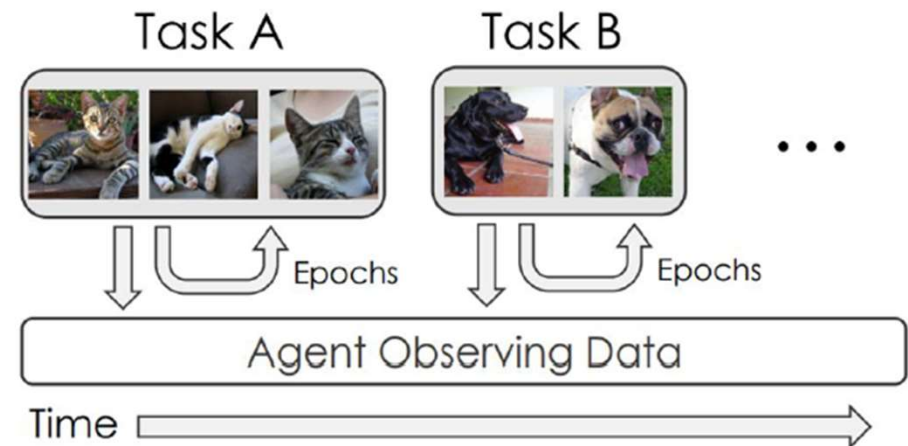 Task A
Task B
...
Epochs
Epochs
Agent Observing Data
Time